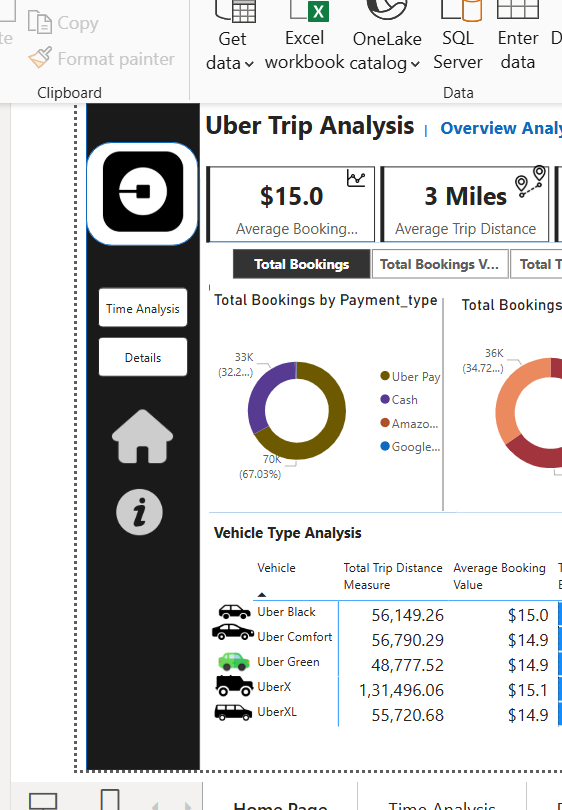 Copy
Format painter
Clipboard
Get data
Excel workbook
OneLake catalog
SQL Server
Enter data
Data
Uber Trip Analysis | Overview Analy
$15.0
Average Booking...
3 Miles
Average Trip Distance
Total Bookings
Total Bookings V...
Total T
Time Analysis
Details
Total Bookings by Payment_type
33K
(32.2...)
70K
(67.03%)
Uber Pay
Cash
Amazo...
Google...
Total Bookings
36K
(34.72...)
Vehicle Type Analysis
Vehicle
Total Trip Distance Measure
Average Booking Value
Uber Black 56,149.26 $15.0
Uber Comfort 56,790.29 $14.9
Uber Green 48,777.52 $14.9
UberX 1,31,496.06 $15.1
UberXL 55,720.68 $14.9
Home Page
Time Analysis